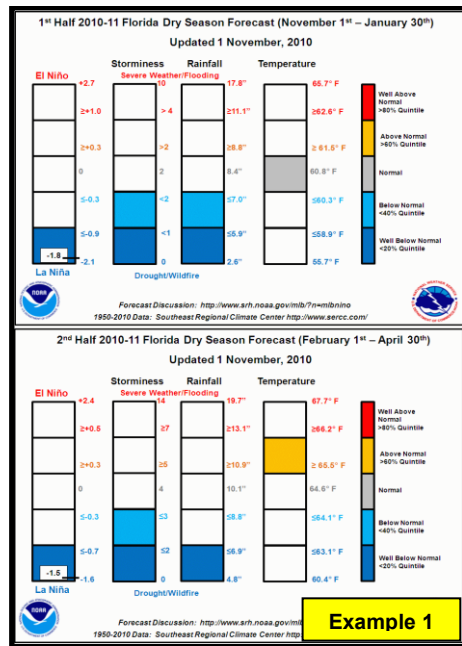 1st Half 2010-11 Florida Dry Season Forecast (November 1st – January 30th)
Updated 1 November, 2010
Storminess Rainfall Temperature
El Niño Severe Weather/Flooding
+2.7 10 17.8" 65.7° F
≥+1.0 > 4 ≥11.1" ≥62.6° F
≥+0.3 >2 ≥8.8" ≥ 61.5° F
0 2 8.4" 60.8° F
≤-0.3 <2 ≤7.0" ≤60.3° F
≤-0.9 <1 ≤5.9" ≤58.9° F
-1.8
-2.1 0 2.6" 55.7° F
La Niña Drought/Wildfire
Well Above
Normal
>80% Quintile
Above Normal
>60% Quintile
Normal
Below Normal
<40% Quintile
Well Below Normal
<20% Quintile
NOAA
Forecast Discussion: http://www.srh.noaa.gov/mlb/?n=mlbnino
1950-2010 Data: Southeast Regional Climate Center http://www.sercc.com/
2nd Half 2010-11 Florida Dry Season Forecast (February 1st – April 30th)
Updated 1 November, 2010
Storminess Rainfall Temperature
El Niño Severe Weather/Flooding
+2.4 14 19.7" 67.7° F
≥+0.5 ≥7 ≥13.1" ≥66.2° F
≥+0.3 ≥5 ≥10.9" ≥ 65.5° F
0 4 10.1" 64.6° F
≤-0.3 ≤3 ≤8.8" ≤64.1° F
≤-0.7 ≤2 ≤6.9" ≤63.1° F
-1.5
-1.6 0 4.8" 60.4° F
La Niña Drought/Wildfire
Well Above
Normal
>80% Quintile
Above Normal
>60% Quintile
Normal
Below Normal
<40% Quintile
Well Below Normal
<20% Quintile
NOAA
Forecast Discussion: http://www.srh.noaa.gov/ml
1950-2010 Data: Southeast Regional Climate Center http
Example 1